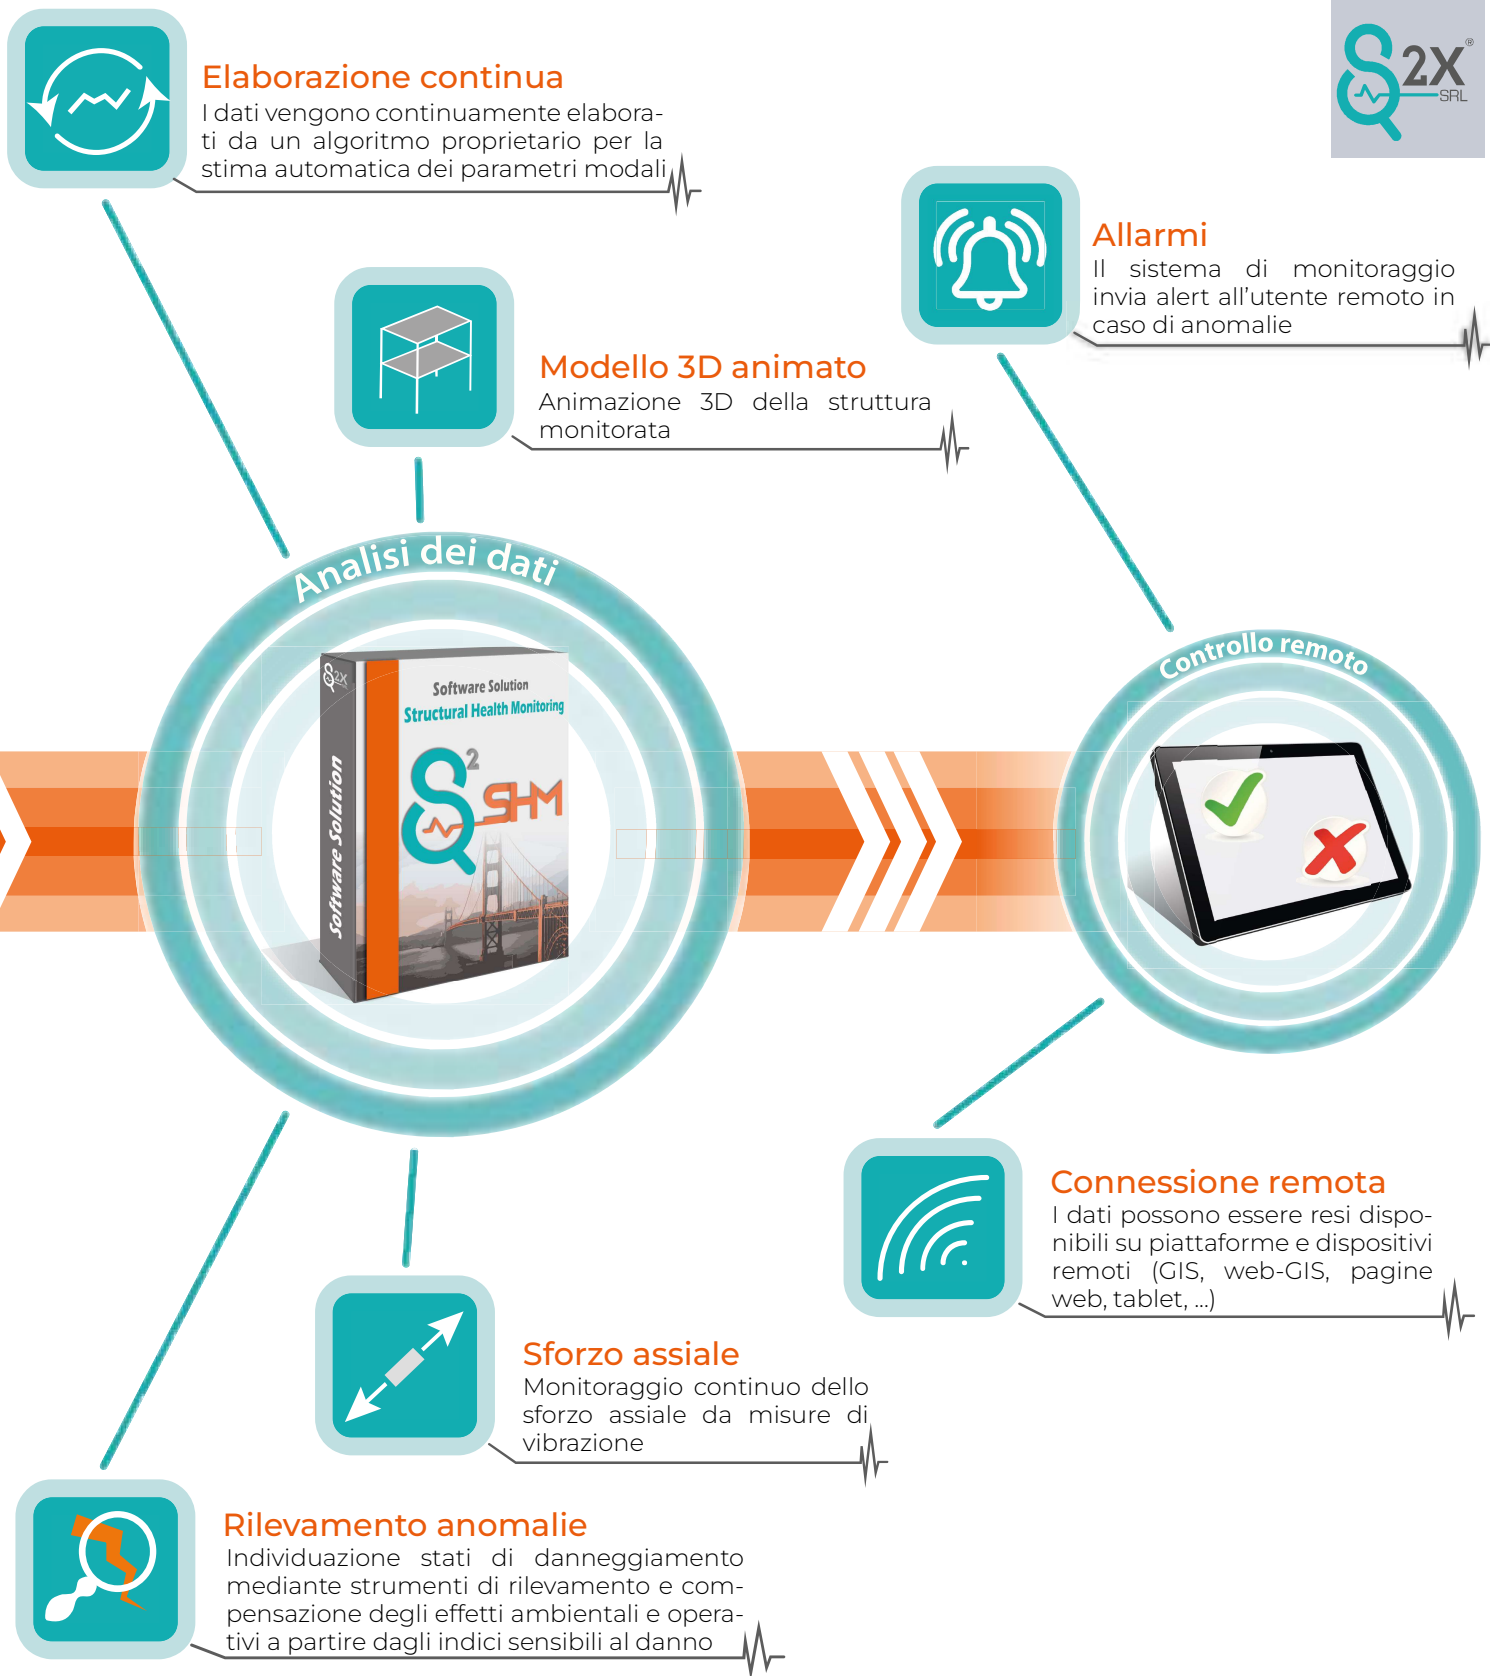 Elaborazione continua
I dati vengono continuamente elabora-
ti da un algoritmo proprietario per la
stima automatica dei parametri modali
2X®
SRL
Allarmi
Il sistema di monitoraggio
invia alert all'utente remoto in
caso di anomalie
Modello 3D animato
Animazione 3D della struttura
monitorata
Analisi dei dati
2X
Software Solution
Structural Health Monitoring
2
SHM
Software Solution
Controllo remoto
Connessione remota
I dati possono essere resi dispo-
nibili su piattaforme e dispositivi
remoti (GIS, web-GIS, pagine
web, tablet, ...)
Sforzo assiale
Monitoraggio continuo dello
sforzo assiale da misure di
vibrazione
Rilevamento anomalie
Individuazione stati di danneggiamento
mediante strumenti di rilevamento e com-
pensazione degli effetti ambientali e opera-
tivi a partire dagli indici sensibili al danno